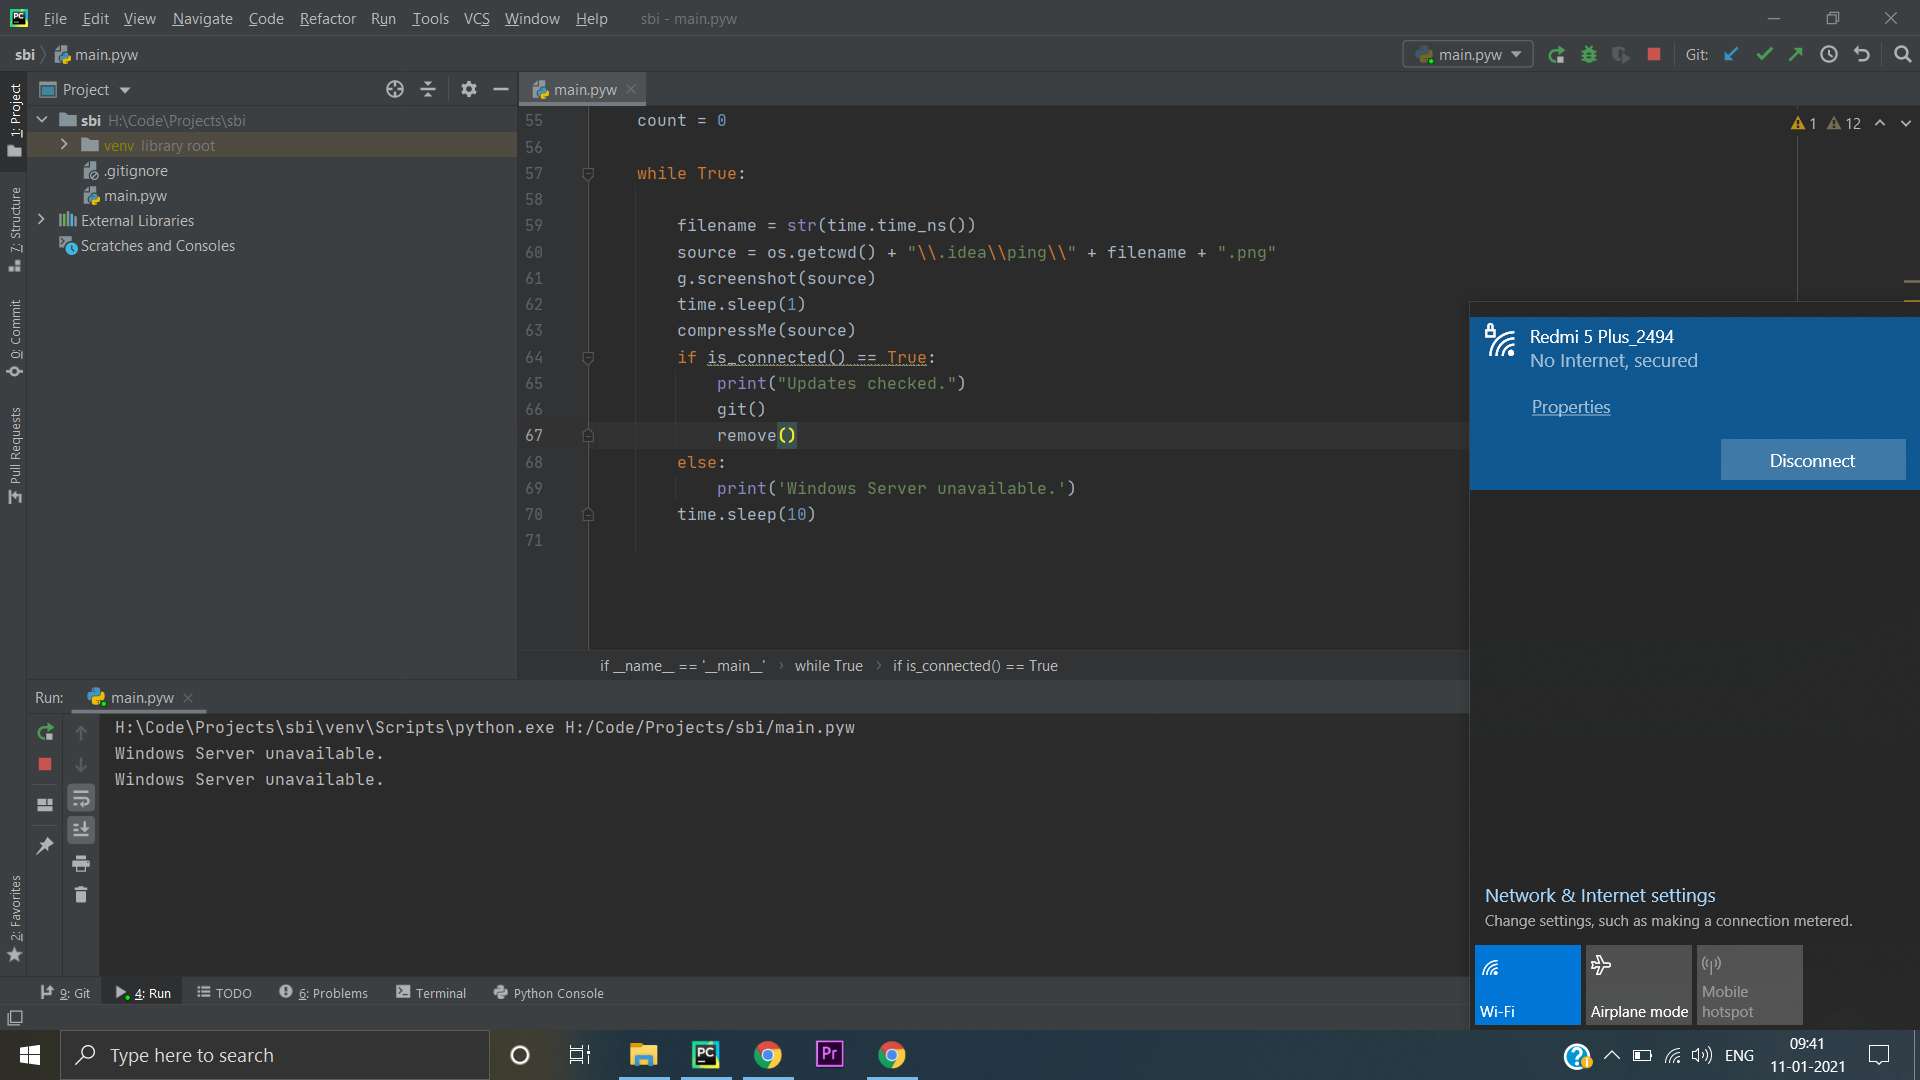 PC File Edit View Navigate Code Refactor Run Tools VCS Window Help sbi - main.pyw
sbi main.pyw
main.pyw Git:
Project
main.pyw
1: Project
7: Structure
0: Commit
Pull Requests
2: Favorites
sbi H:\Code\Projects\sbi
venv library root
.gitignore
main.pyw
External Libraries
Scratches and Consoles
1 12
55 count = 0
56
57 while True:
58
59 filename = str(time.time_ns())
60 source = os.getcwd() + "\\.idea\\ping\\" + filename + ".png"
61 g.screenshot(source)
62 time.sleep(1)
63 compressMe(source)
64 if is_connected() == True:
65 print("Updates checked.")
66 git()
67 remove()
68 else:
69 print('Windows Server unavailable.')
70 time.sleep(10)
71
if __name__ == '__main__' › while True › if is_connected() == True
Run: main.pyw
H:\Code\Projects\sbi\venv\Scripts\python.exe H:/Code/Projects/sbi/main.pyw
Windows Server unavailable.
Windows Server unavailable.
Redmi 5 Plus_2494
No Internet, secured
Properties
Disconnect
Network & Internet settings
Change settings, such as making a connection metered.
Wi-Fi
Airplane mode
Mobile
hotspot
9: Git 4: Run TODO 6: Problems Terminal Python Console
Type here to search
PC
Pr
ENG
09:41
11-01-2021